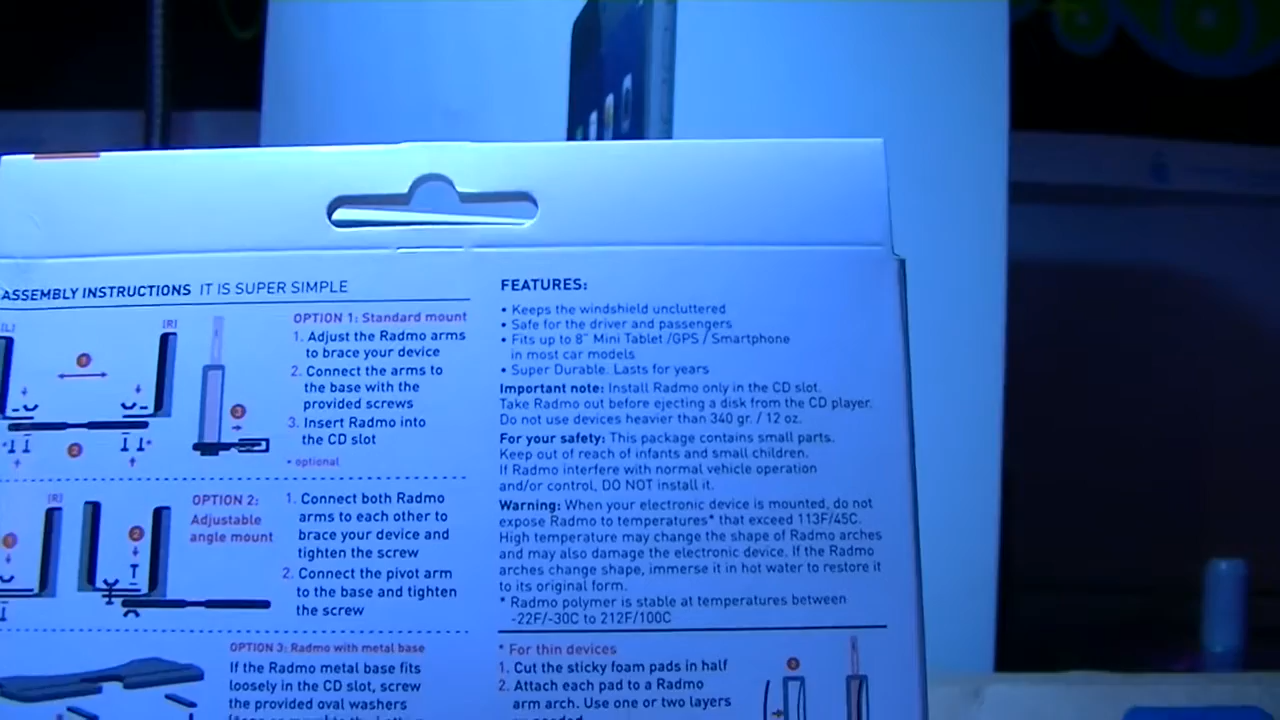 ASSEMBLY INSTRUCTIONS IT IS SUPER SIMPLE
[L]
[R]
1
2
3
OPTION 1: Standard mount
1. Adjust the Radmo arms
to brace your device
2. Connect the arms to
the base with the
provided screws
3. Insert Radmo into
the CD slot
• optional
[R]
1
2
OPTION 2:
Adjustable
angle mount
1. Connect both Radmo
arms to each other to
brace your device and
tighten the screw
2. Connect the pivot arm
to the base and tighten
the screw
OPTION 3: Radmo with metal base
If the Radmo metal base fits
loosely in the CD slot, screw
the provided oval washers
FEATURES:
• Keeps the windshield uncluttered
• Safe for the driver and passengers
• Fits up to 8" Mini Tablet /GPS / Smartphone
in most car models
• Super Durable. Lasts for years
Important note: Install Radmo only in the CD slot.
Take Radmo out before ejecting a disk from the CD player.
Do not use devices heavier than 340 gr. / 12 oz.
For your safety: This package contains small parts.
Keep out of reach of infants and small children.
If Radmo interfere with normal vehicle operation
and/or control, DO NOT install it.
Warning: When your electronic device is mounted, do not
expose Radmo to temperatures* that exceed 113F/45C.
High temperature may change the shape of Radmo arches
and may also damage the electronic device. If the Radmo
arches change shape, immerse it in hot water to restore it
to its original form.
* Radmo polymer is stable at temperatures between
-22F/-30C to 212F/100C
* For thin devices
1. Cut the sticky foam pads in half
2. Attach each pad to a Radmo
arm arch. Use one or two layers